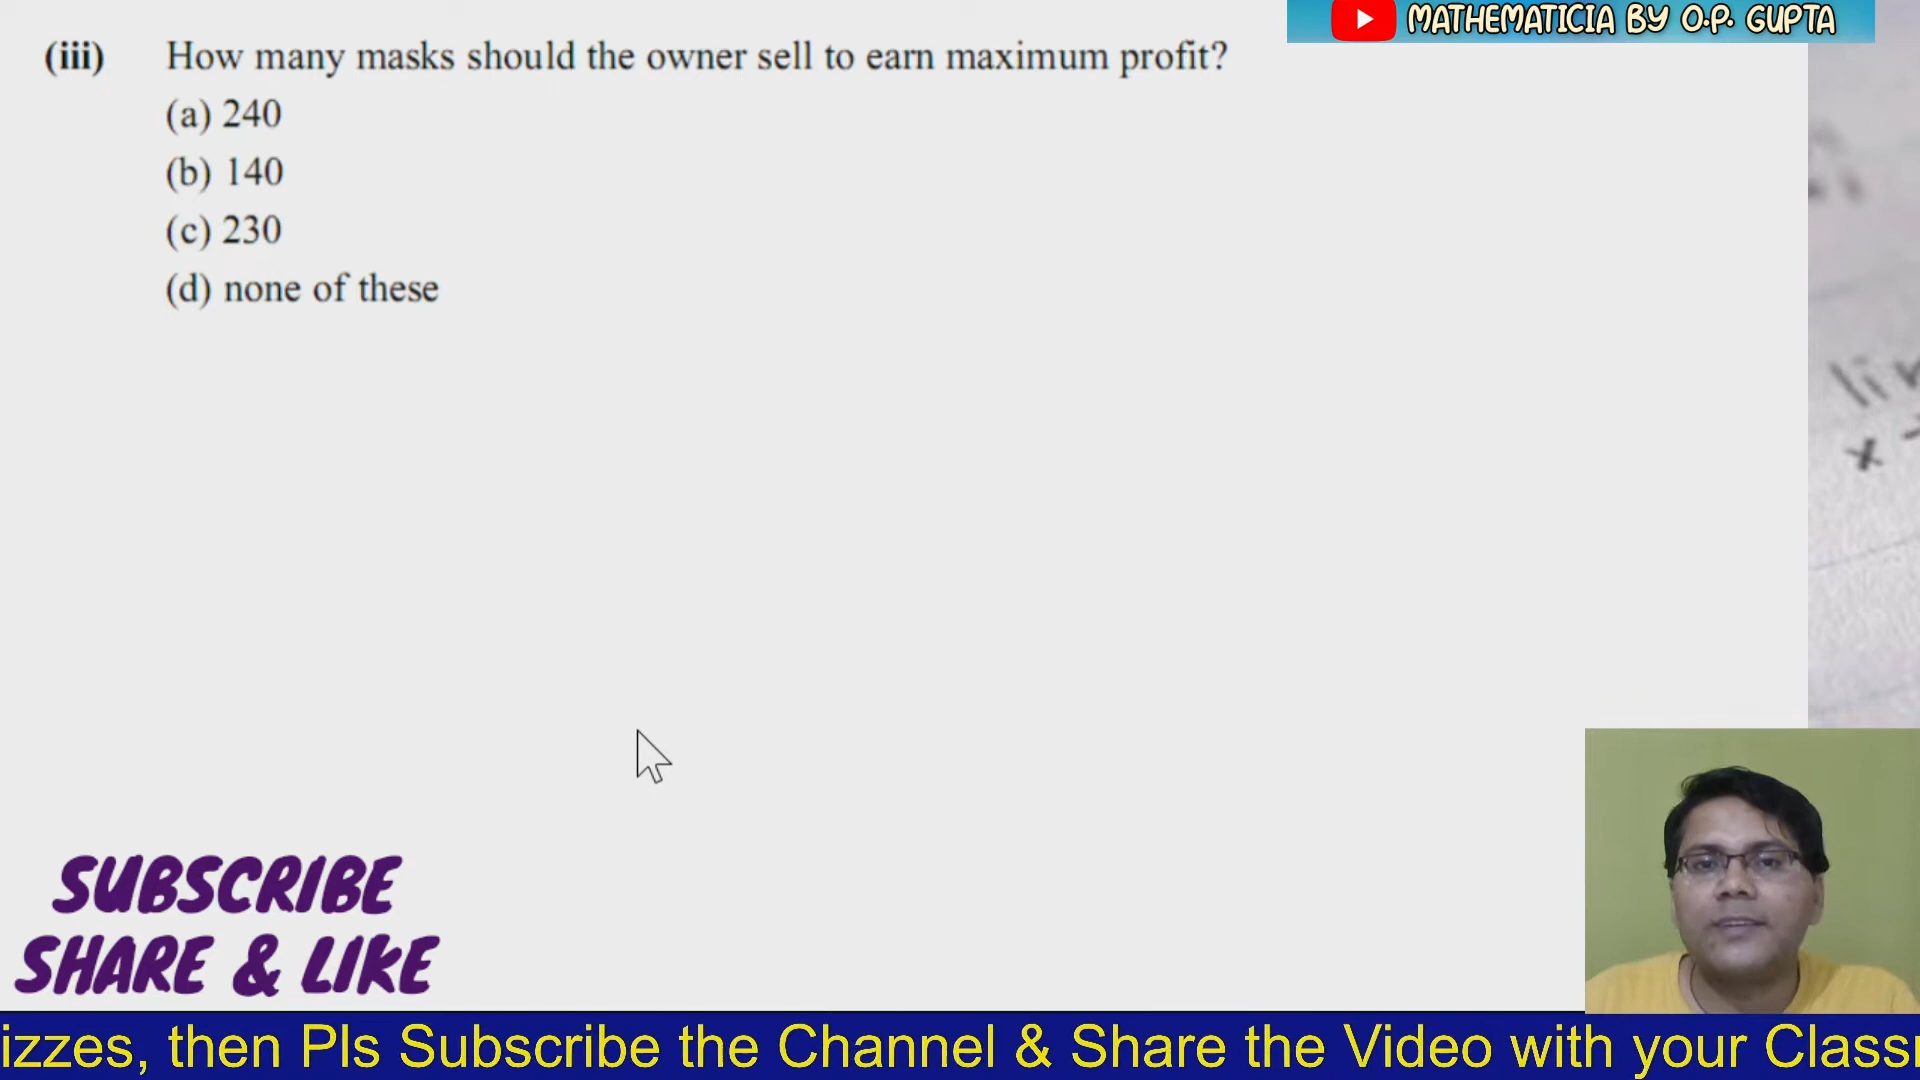 MATHEMATICIA BY O.P. GUPTA
(iii) How many masks should the owner sell to earn maximum profit?
(a) 240
(b) 140
(c) 230
(d) none of these
SUBSCRIBE
SHARE & LIKE
izzes, then Pls Subscribe the Channel & Share the Video with your Class